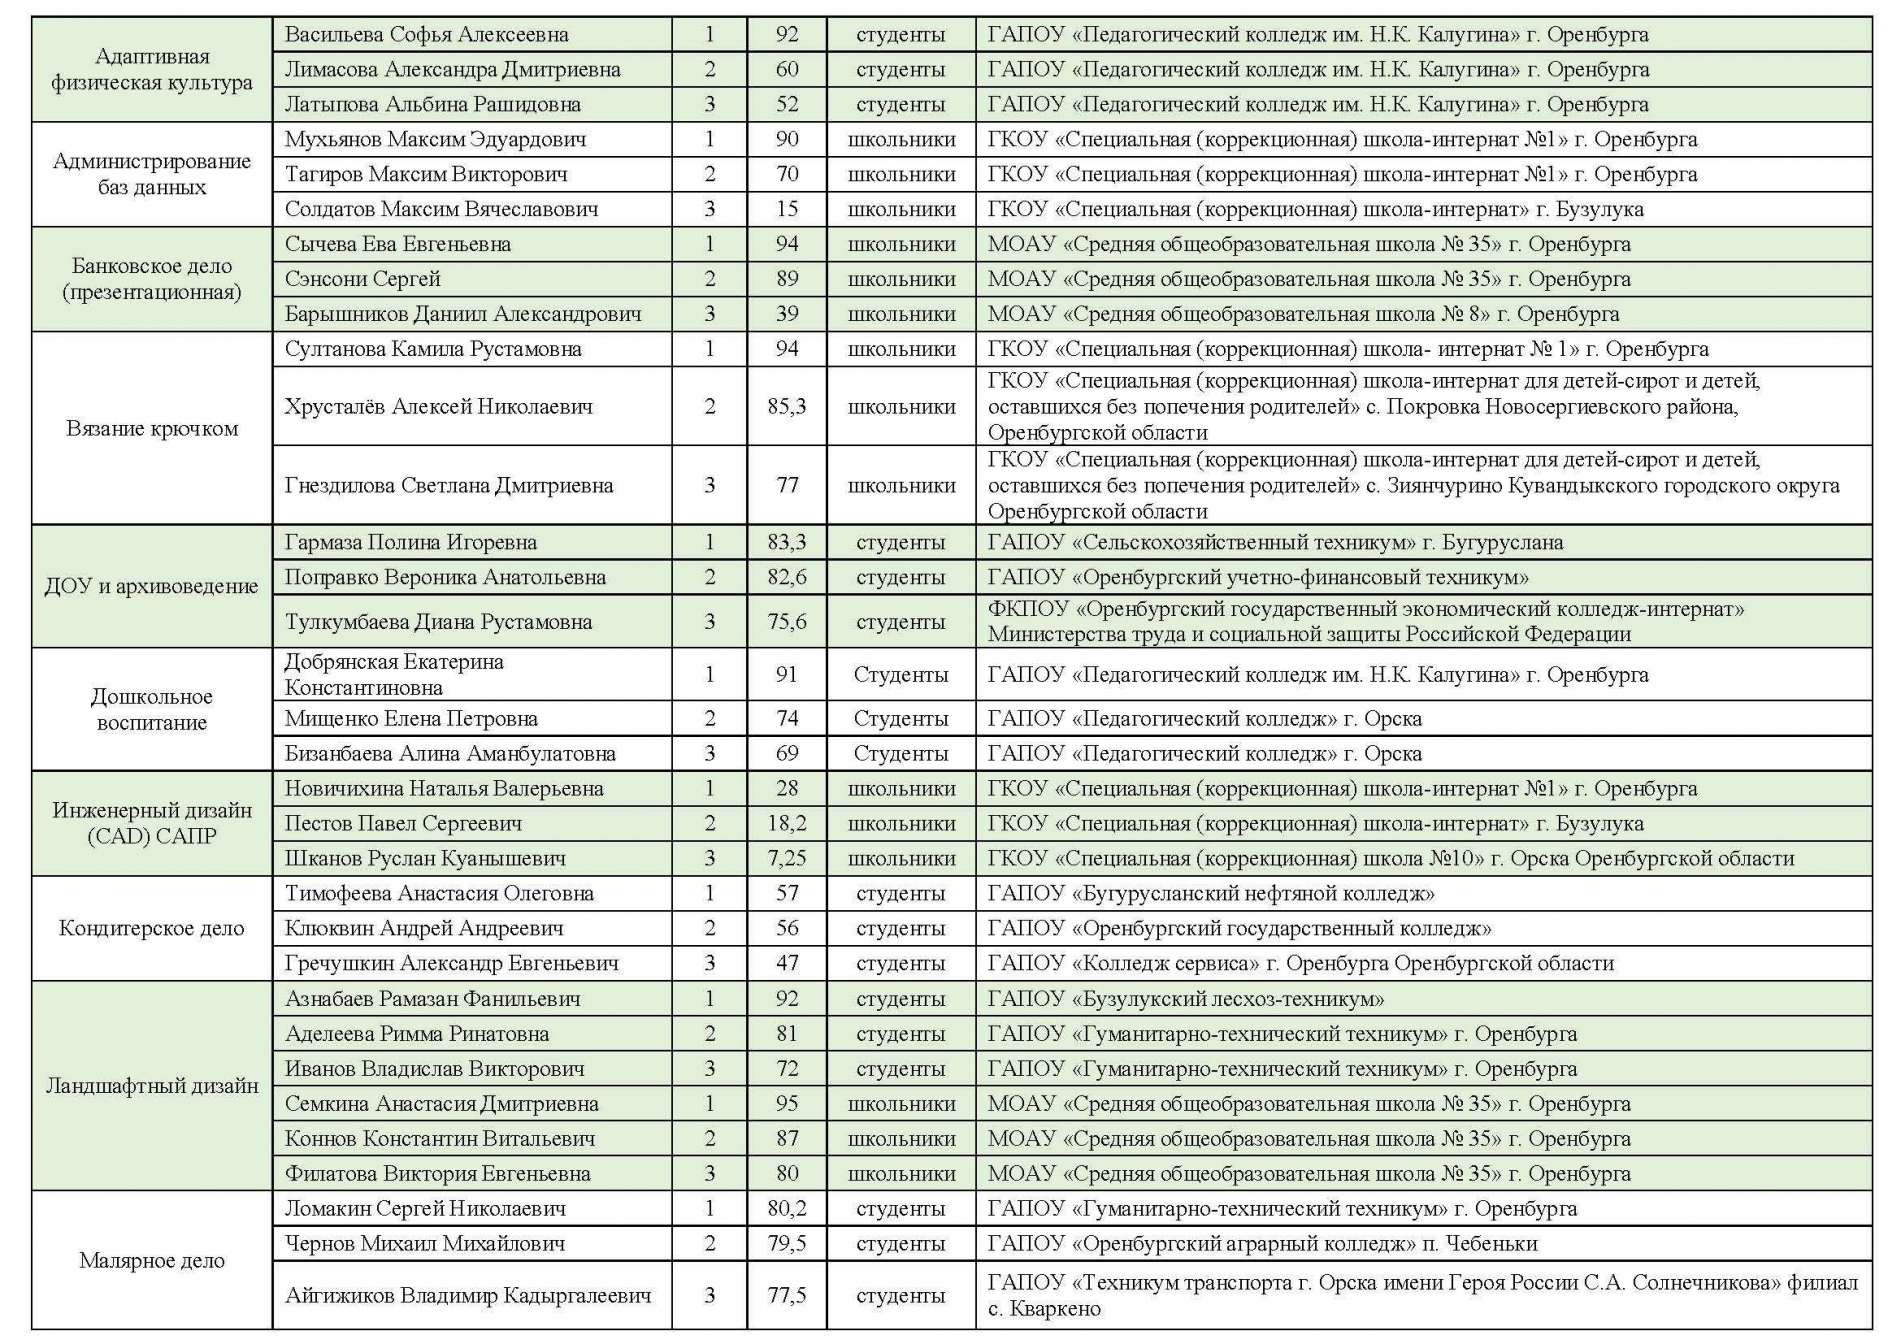 Адаптивная физическая культура
Васильева Софья Алексеевна 1 92 студенты ГАПОУ «Педагогический колледж им. Н.К. Калугина» г. Оренбурга
Лимасова Александра Дмитриевна 2 60 студенты ГАПОУ «Педагогический колледж им. Н.К. Калугина» г. Оренбурга
Латыпова Альбина Рашидовна 3 52 студенты ГАПОУ «Педагогический колледж им. Н.К. Калугина» г. Оренбурга
Администрирование баз данных
Мухьянов Максим Эдуардович 1 90 школьники ГКОУ «Специальная (коррекционная) школа-интернат №1» г. Оренбурга
Тагиров Максим Викторович 2 70 школьники ГКОУ «Специальная (коррекционная) школа-интернат №1» г. Оренбурга
Солдатов Максим Вячеславович 3 15 школьники ГКОУ «Специальная (коррекционная) школа-интернат» г. Бузулука
Банковское дело (презентационная)
Сычева Ева Евгеньевна 1 94 школьники МОАУ «Средняя общеобразовательная школа № 35» г. Оренбурга
Сэнсони Сергей 2 89 школьники МОАУ «Средняя общеобразовательная школа № 35» г. Оренбурга
Барышников Даниил Александрович 3 39 школьники МОАУ «Средняя общеобразовательная школа № 8» г. Оренбурга
Вязание крючком
Султанова Камила Рустамовна 1 94 школьники ГКОУ «Специальная (коррекционная) школа- интернат № 1» г. Оренбурга
Хрусталёв Алексей Николаевич 2 85,3 школьники ГКОУ «Специальная (коррекционная) школа-интернат для детей-сирот и детей,
оставшихся без попечения родителей» с. Покровка Новосергиевского района,
Оренбургской области
Гнездилова Светлана Дмитриевна 3 77 школьники ГКОУ «Специальная (коррекционная) школа-интернат для детей-сирот и детей,
оставшихся без попечения родителей» с. Зиянчурино Кувандыкского городского округа
Оренбургской области
ДОУ и архивоведение
Гармаза Полина Игоревна 1 83,3 студенты ГАПОУ «Сельскохозяйственный техникум» г. Бугуруслана
Поправко Вероника Анатольевна 2 82,6 студенты ГАПОУ «Оренбургский учетно-финансовый техникум»
Тулкумбаева Диана Рустамовна 3 75,6 студенты ФКПОУ «Оренбургский государственный экономический колледж-интернат»
Министерства труда и социальной защиты Российской Федерации
Дошкольное воспитание
Добрянская Екатерина
Константиновна 1 91 Студенты ГАПОУ «Педагогический колледж им. Н.К. Калугина» г. Оренбурга
Мищенко Елена Петровна 2 74 Студенты ГАПОУ «Педагогический колледж» г. Орска
Бизанбаева Алина Аманбулатовна 3 69 Студенты ГАПОУ «Педагогический колледж» г. Орска
Инженерный дизайн (CAD) САПР
Новичихина Наталья Валерьевна 1 28 школьники ГКОУ «Специальная (коррекционная) школа-интернат №1» г. Оренбурга
Пестов Павел Сергеевич 2 18,2 школьники ГКОУ «Специальная (коррекционная) школа-интернат» г. Бузулука
Шканов Руслан Куанышевич 3 7,25 школьники ГКОУ «Специальная (коррекционная) школа №10» г. Орска Оренбургской области
Кондитерское дело
Тимофеева Анастасия Олеговна 1 57 студенты ГАПОУ «Бугурусланский нефтяной колледж»
Клюквин Андрей Андреевич 2 56 студенты ГАПОУ «Оренбургский государственный колледж»
Гречушкин Александр Евгеньевич 3 47 студенты ГАПОУ «Колледж сервиса» г. Оренбурга Оренбургской области
Ландшафтный дизайн
Азнабаев Рамазан Фанильевич 1 92 студенты ГАПОУ «Бузулукский лесхоз-техникум»
Аделеева Римма Ринатовна 2 81 студенты ГАПОУ «Гуманитарно-технический техникум» г. Оренбурга
Иванов Владислав Викторович 3 72 студенты ГАПОУ «Гуманитарно-технический техникум» г. Оренбурга
Семкина Анастасия Дмитриевна 1 95 школьники МОАУ «Средняя общеобразовательная школа № 35» г. Оренбурга
Коннов Константин Витальевич 2 87 школьники МОАУ «Средняя общеобразовательная школа № 35» г. Оренбурга
Филатова Виктория Евгеньевна 3 80 школьники МОАУ «Средняя общеобразовательная школа № 35» г. Оренбурга
Малярное дело
Ломакин Сергей Николаевич 1 80,2 студенты ГАПОУ «Гуманитарно-технический техникум» г. Оренбурга
Чернов Михаил Михайлович 2 79,5 студенты ГАПОУ «Оренбургский аграрный колледж» п. Чебеньки
Айгижиков Владимир Кадыргалеевич 3 77,5 студенты ГАПОУ «Техникум транспорта г. Орска имени Героя России С.А. Солнечникова» филиал
с. Кваркено